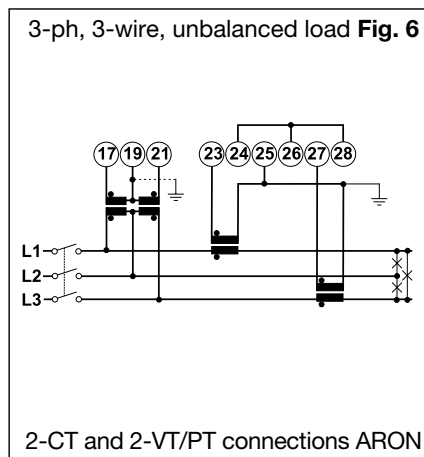 3-ph, 3-wire, unbalanced load Fig. 6
17 19 21 23 24 25 26 27 28
L1
L2
L3
2-CT and 2-VT/PT connections ARON